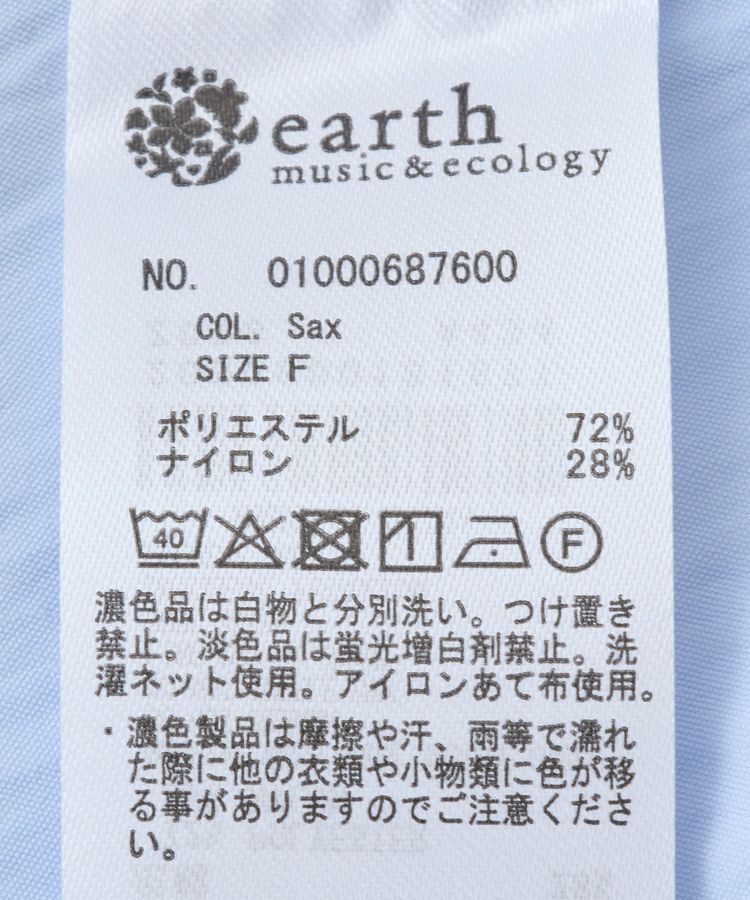 earth
music&ecology
NO. 01000687600
COL. Sax
SIZE F
ポリエステル 72%
ナイロン 28%
40 F
濃色品は白物と分別洗い。つけ置き
禁止。淡色品は蛍光増白剤禁止。洗
濯ネット使用。アイロンあて布使用。
・濃色製品は摩擦や汗、雨等で濡れ
た際に他の衣類や小物類に色が移
る事がありますのでご注意くださ
い。